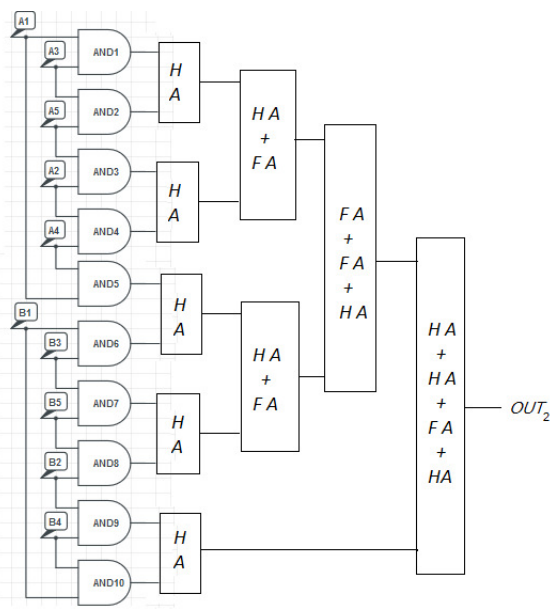 A1
A3
AND1
A5
AND2
A2
AND3
A4
AND4
AND5
B1
AND6
B3
AND7
B5
AND8
B2
AND9
B4
AND10
H
A
H
A
H
A
H
A
H
A
H A
+
F A
H A
+
F A
F A
+
F A
+
H A
H A
+
H A
+
F A
+
HA
OUT2